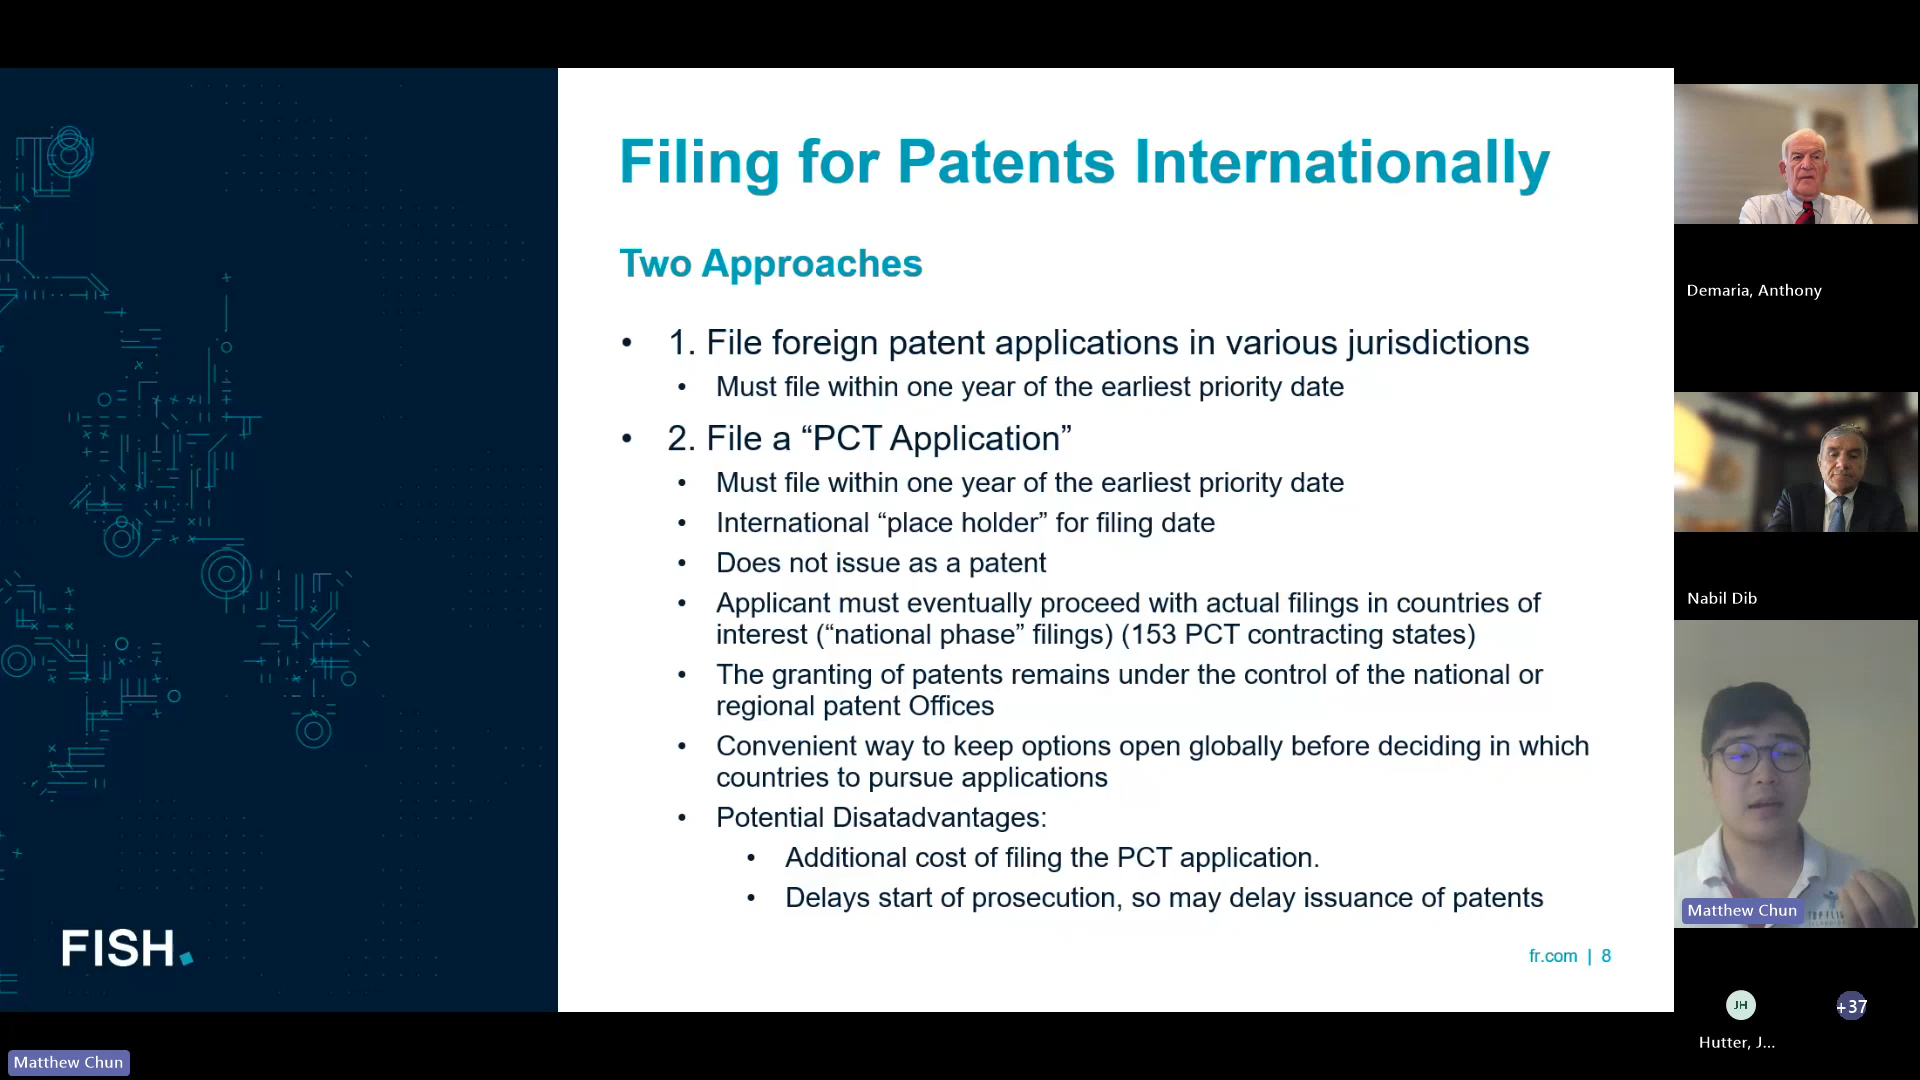 Filing for Patents Internationally
Two Approaches
• 1. File foreign patent applications in various jurisdictions
• Must file within one year of the earliest priority date
• 2. File a “PCT Application”
• Must file within one year of the earliest priority date
• International “place holder” for filing date
• Does not issue as a patent
• Applicant must eventually proceed with actual filings in countries of
interest (“national phase” filings) (153 PCT contracting states)
• The granting of patents remains under the control of the national or
regional patent Offices
• Convenient way to keep options open globally before deciding in which
countries to pursue applications
• Potential Disatadvantages:
• Additional cost of filing the PCT application.
• Delays start of prosecution, so may delay issuance of patents
FISH.
fr.com | 8
Demaria, Anthony
Nabil Dib
Matthew Chun
JH
+37
Hutter, J...
Matthew Chun